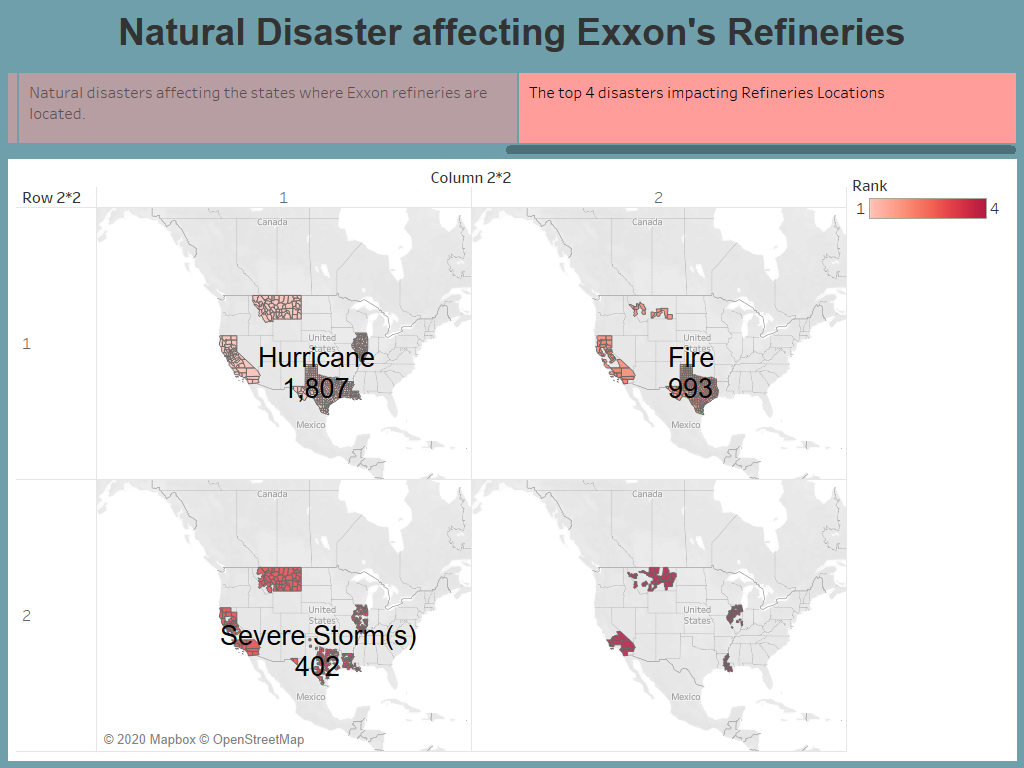 Natural Disaster affecting Exxon's Refineries
Natural disasters affecting the states where Exxon refineries are
located.
The top 4 disasters impacting Refineries Locations
Column 2*2
Row 2*2
1
2
Rank
1
4
1
Canada
United
States
Hurricane
1,807
Mexico
Canada
United
States
Fire
993
Mexico
2
Canada
United
States
Severe Storm(s)
402
Mexico
© 2020 Mapbox © OpenStreetMap
Canada
United
States
Mexico